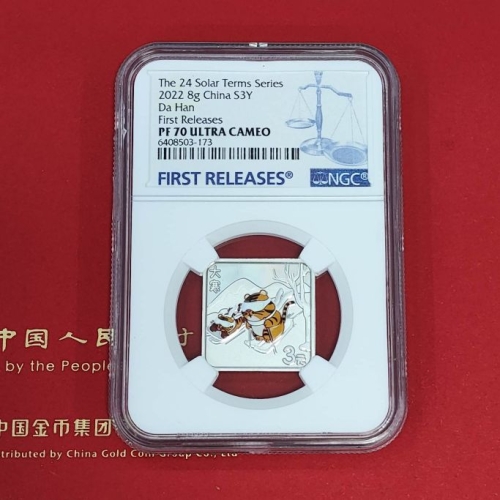 The 24 Solar Terms Series
2022 8g China S3Y
Da Han
First Releases
PF 70 ULTRA CAMEO
6408503-173
FIRST RELEASES®
NGC®
大寒
3元
中国人民
by the People
中国金币集团
tributed by China Gold Coin Group Co., Ltd